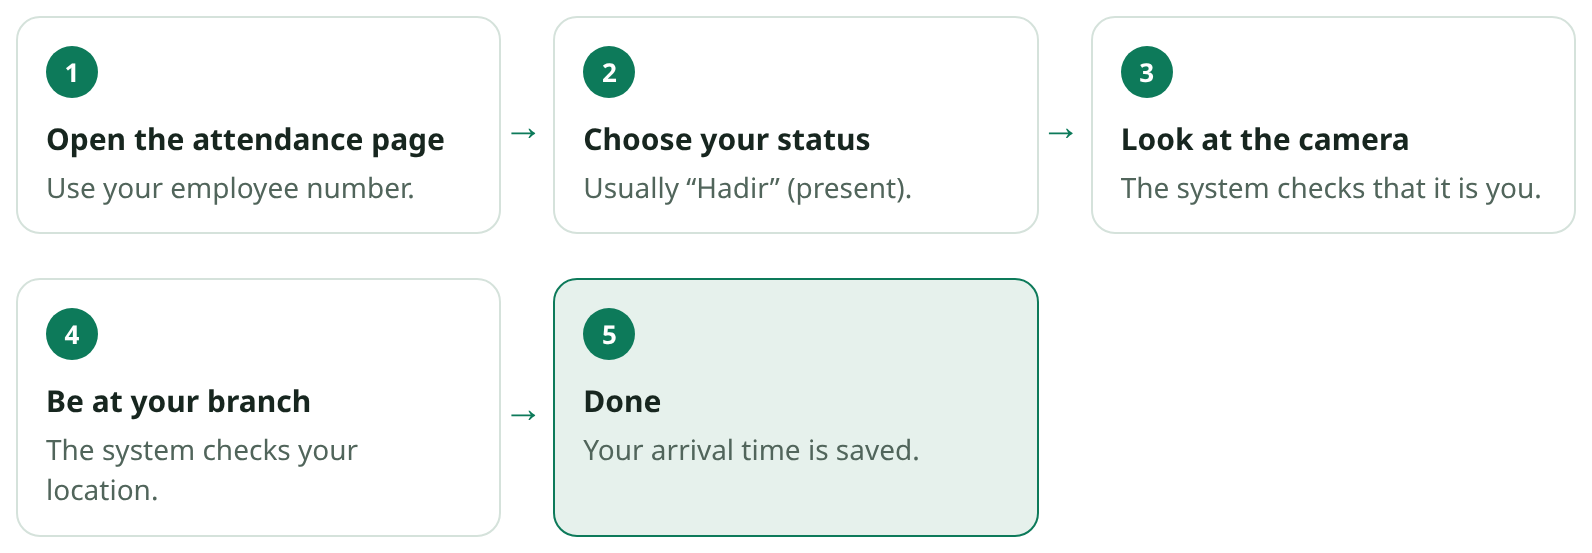 1
Open the attendance page
Use your employee number.
→
2
Choose your status
Usually “Hadir” (present).
→
3
Look at the camera
The system checks that it is you.
4
Be at your branch
The system checks your
location.
→
5
Done
Your arrival time is saved.